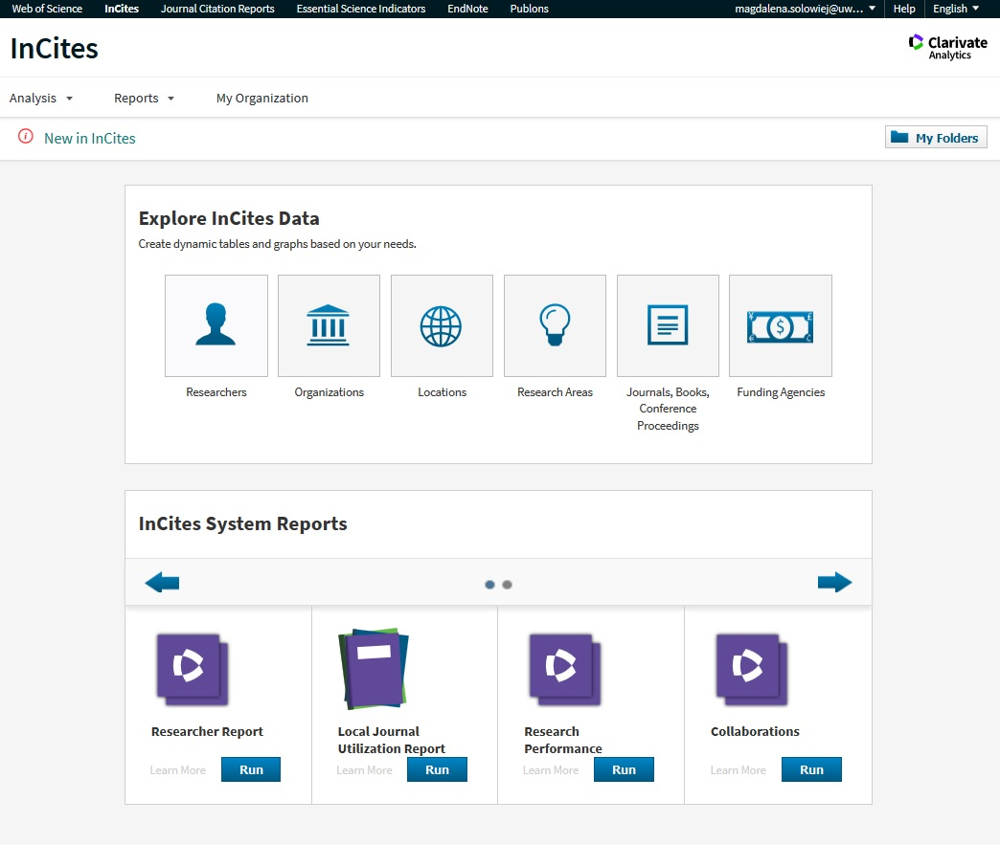 Web of Science InCites Journal Citation Reports Essential Science Indicators EndNote Publons magdalena.solowiej@uw... Help English
InCites
Clarivate
Analytics
Analysis Reports My Organization
New in InCites My Folders
Explore InCites Data
Create dynamic tables and graphs based on your needs.
Researchers Organizations Locations Research Areas Journals, Books, Funding Agencies
Conference
Proceedings
InCites System Reports
Researcher Report Local Journal Research Collaborations
Utilization Report Performance
Learn More Run Learn More Run Learn More Run Learn More Run